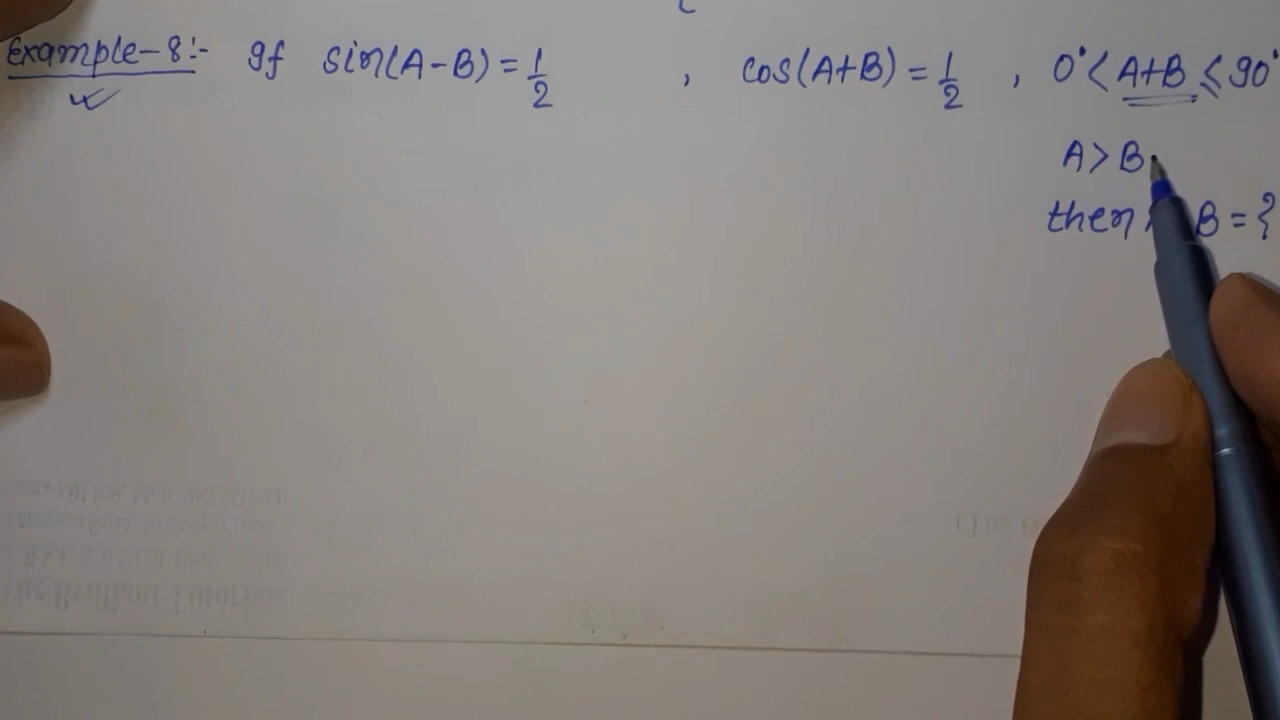 Example-8:- If sin(A-B) = 1/2 , cos(A+B) = 1/2 , 0° < A+B ≤ 90°
A > B
then B = ?